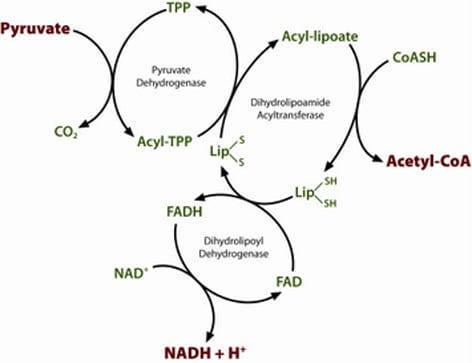 TPP
Pyruvate
Acyl-lipoate
CoASH
Pyruvate
Dehydrogenase
Dihydrolipoamide
Acyltransferase
CO₂
Acyl-TPP
Lip
S
S
Acetyl-CoA
Lip
SH
SH
FADH
Dihydrolipoyl
Dehydrogenase
NAD⁺
FAD
NADH + H⁺